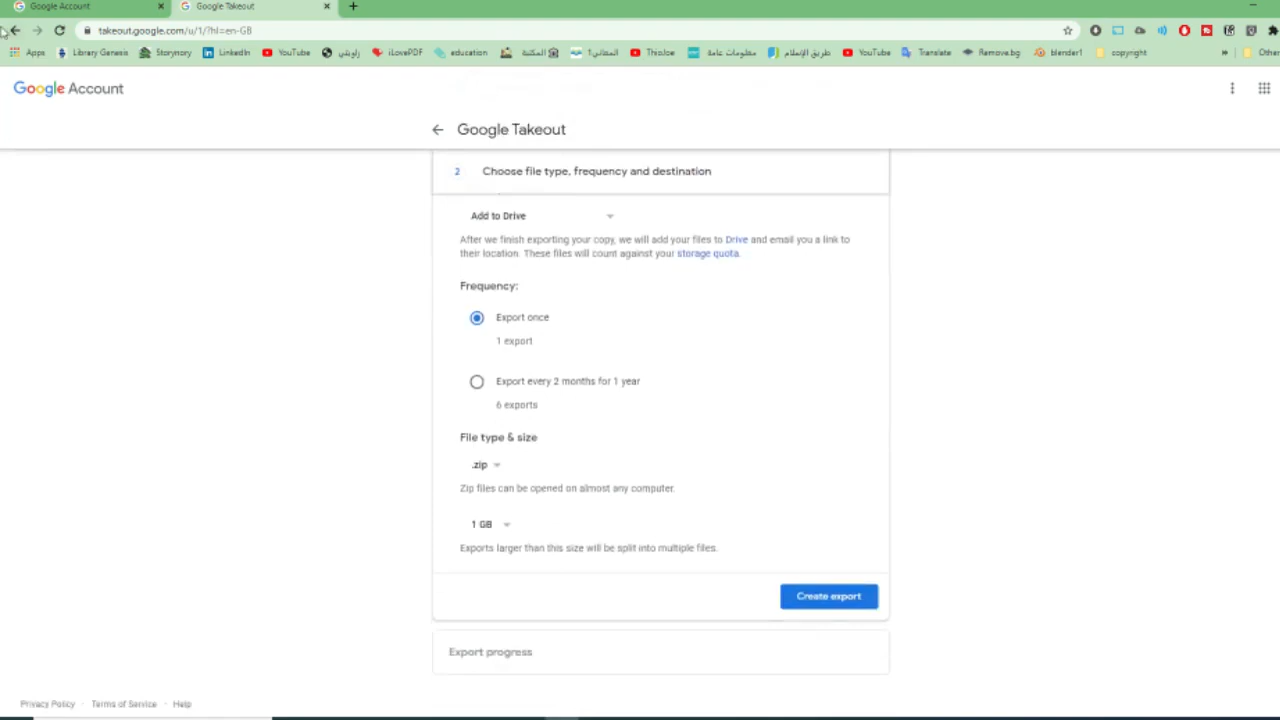 Google Account
Google Takeout
takeout.google.com/u/1/?hl=en-GB
Apps Library Genesis Storynory LinkedIn YouTube راويتي iLovePDF education المكتبة المعاني1 ThisJoe معلومات عامة طريق الإسلام YouTube Translate Remove.bg blender1 copyright » Other
Google Account
Google Takeout
2 Choose file type, frequency and destination
Add to Drive
After we finish exporting your copy, we will add your files to Drive and email you a link to
their location. These files will count against your storage quota.
Frequency:
Export once
1 export
Export every 2 months for 1 year
6 exports
File type & size
.zip
Zip files can be opened on almost any computer.
1 GB
Exports larger than this size will be split into multiple files.
Create export
Export progress
Privacy Policy · Terms of Service · Help